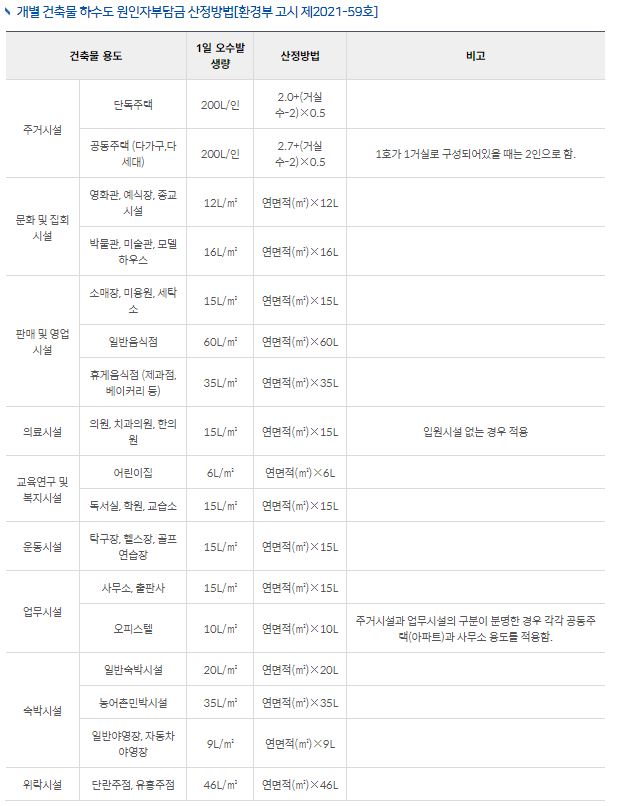 개별 건축물 하수도 원인자부담금 산정방법[환경부 고시 제2021-59호]
건축물 용도
1일 오수발
생량
산정방법
비고
주거시설
단독주택
200L/인
2.0+(거실
수-2)×0.5
공동주택 (다가구,다
세대)
200L/인
2.7+(거실
수-2)×0.5
1호가 1거실로 구성되어있을 때는 2인으로 함.
문화 및 집회
시설
영화관, 예식장, 종교
시설
12L/㎡
연면적(㎡)×12L
박물관, 미술관, 모델
하우스
16L/㎡
연면적(㎡)×16L
판매 및 영업
시설
소매장, 미용원, 세탁
소
15L/㎡
연면적(㎡)×15L
일반음식점
60L/㎡
연면적(㎡)×60L
휴게음식점 (제과점,
베이커리 등)
35L/㎡
연면적(㎡)×35L
의료시설
의원, 치과의원, 한의
원
15L/㎡
연면적(㎡)×15L
입원시설 없는 경우 적용
교육연구 및
복지시설
어린이집
6L/㎡
연면적(㎡)×6L
독서실, 학원, 교습소
15L/㎡
연면적(㎡)×15L
운동시설
탁구장, 헬스장, 골프
연습장
15L/㎡
연면적(㎡)×15L
업무시설
사무소, 출판사
15L/㎡
연면적(㎡)×15L
오피스텔
10L/㎡
연면적(㎡)×10L
주거시설과 업무시설의 구분이 분명한 경우 각각 공동주
택(아파트)과 사무소 용도를 적용함.
숙박시설
일반숙박시설
20L/㎡
연면적(㎡)×20L
농어촌민박시설
35L/㎡
연면적(㎡)×35L
일반야영장, 자동차
야영장
9L/㎡
연면적(㎡)×9L
위락시설
단란주점, 유흥주점
46L/㎡
연면적(㎡)×46L